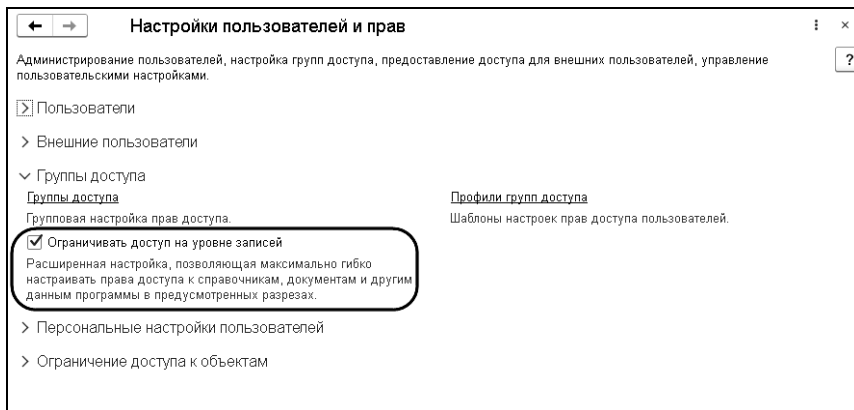 Настройки пользователей и прав
Администрирование пользователей, настройка групп доступа, предоставление доступа для внешних пользователей, управление
пользовательскими настройками.
?
Пользователи
Внешние пользователи
Группы доступа
Группы доступа
Групповая настройка прав доступа.
Профили групп доступа
Шаблоны настроек прав доступа пользователей.
Ограничивать доступ на уровне записей
Расширенная настройка, позволяющая максимально гибко
настраивать права доступа к справочникам, документам и другим
данным программы в предусмотренных разрезах.
Персональные настройки пользователей
Ограничение доступа к объектам